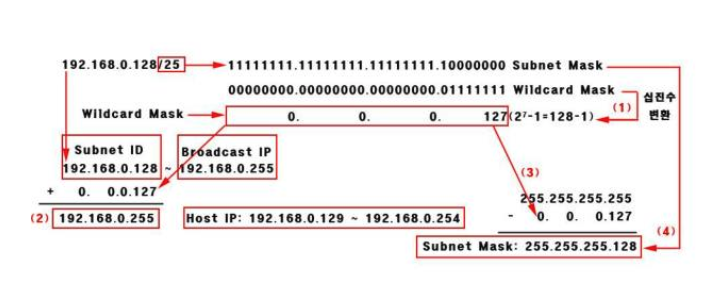 192.168.0.128/25 11111111.11111111.11111111.10000000 Subnet Mask
00000000.00000000.00000000.01111111 Wildcard Mask
(1) 십진수
변환
Wildcard Mask 0. 0. 0. 127(2⁷-1=128-1)
Subnet ID Broadcast IP
192.168.0.128 ~ 192.168.0.255
(3)
+ 0. 0.0.127
255.255.255.255
- 0. 0. 0.127
(2) 192.168.0.255 Host IP: 192.168.0.129 ~ 192.168.0.254
(4)
Subnet Mask: 255.255.255.128